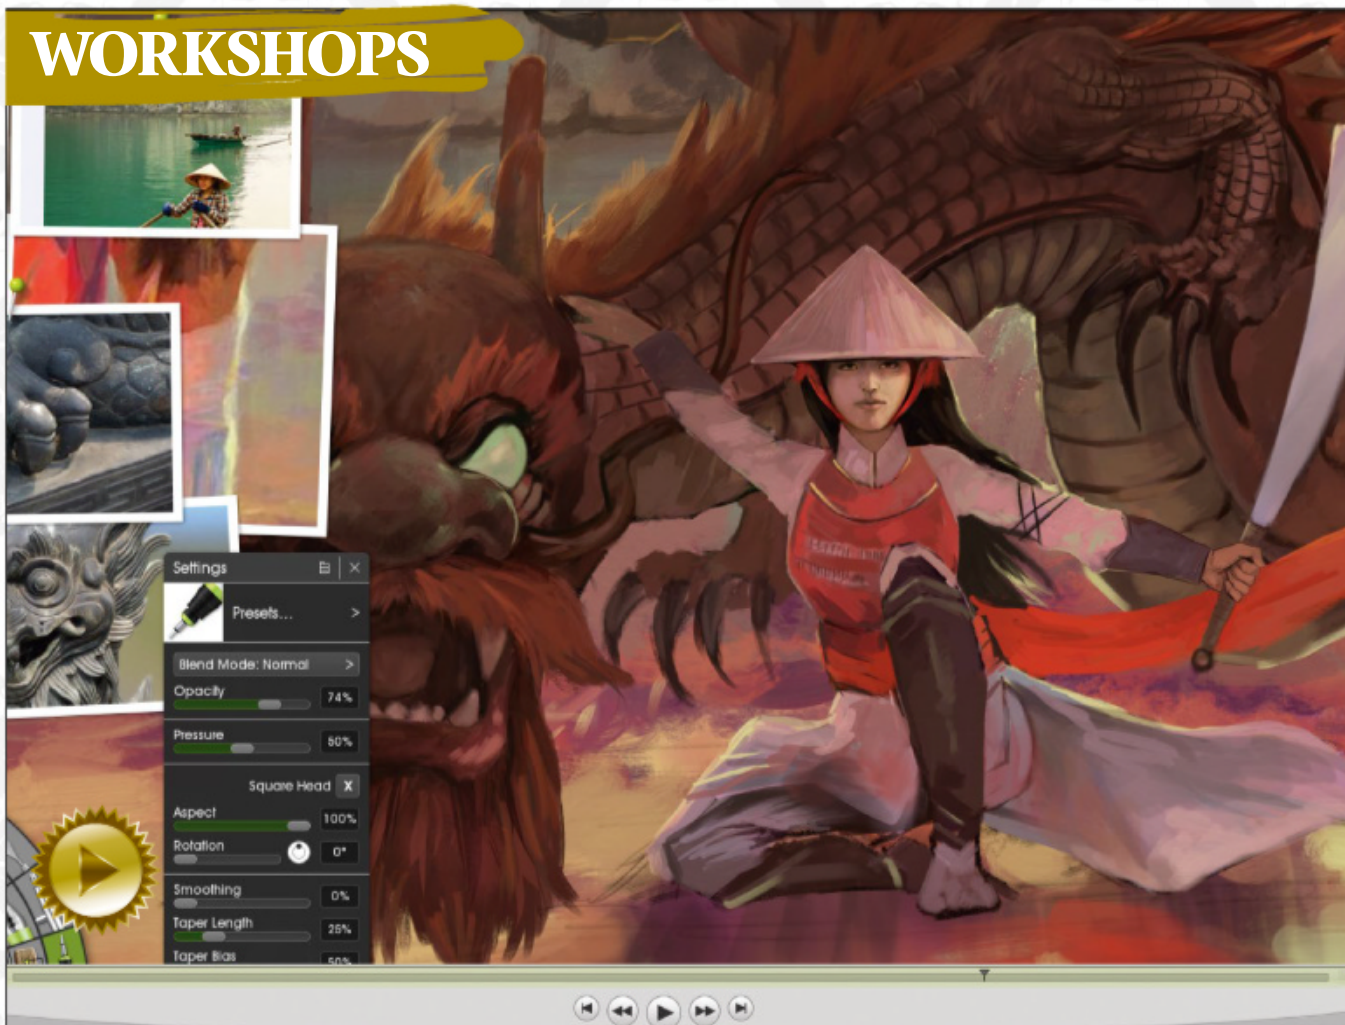 WORKSHOPS
Settings
Presets... >
Blend Mode: Normal >
Opacity 74%
Pressure 50%
Square Head X
Aspect 100%
Rotation 0°
Smoothing 0%
Taper Length 25%
Taper Bias 50%